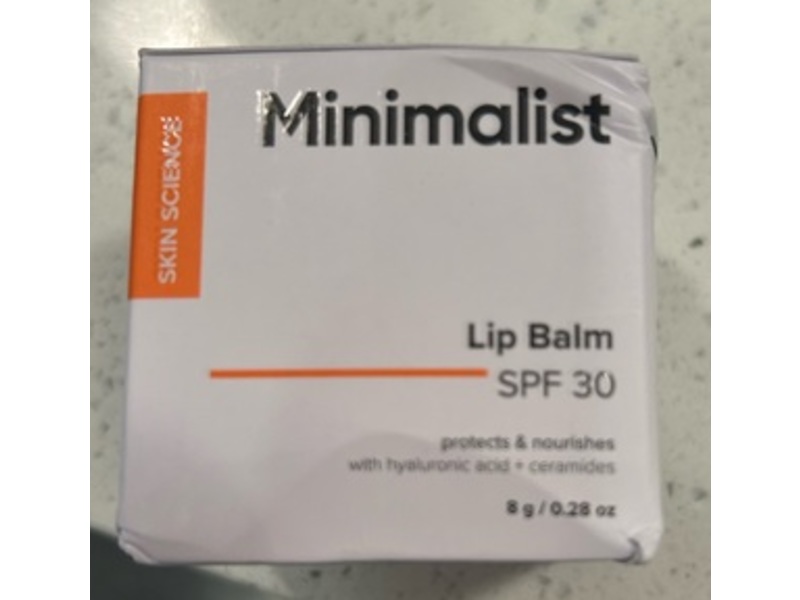 Minimalist
SKIN SCIENCE
Lip Balm
SPF 30
protects & nourishes
with hyaluronic acid + ceramides
8 g / 0.28 oz